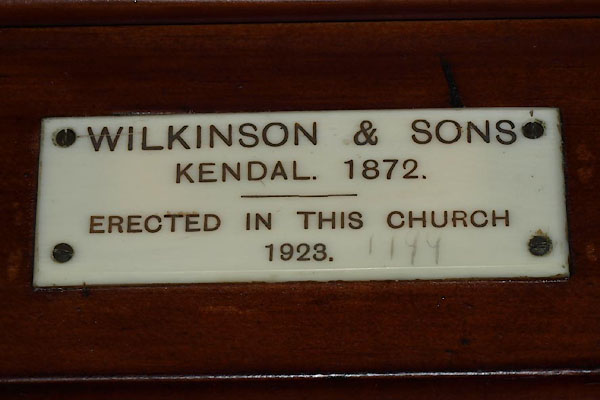 WILKINSON & SONS
KENDAL. 1872.
ERECTED IN THIS CHURCH
1923.